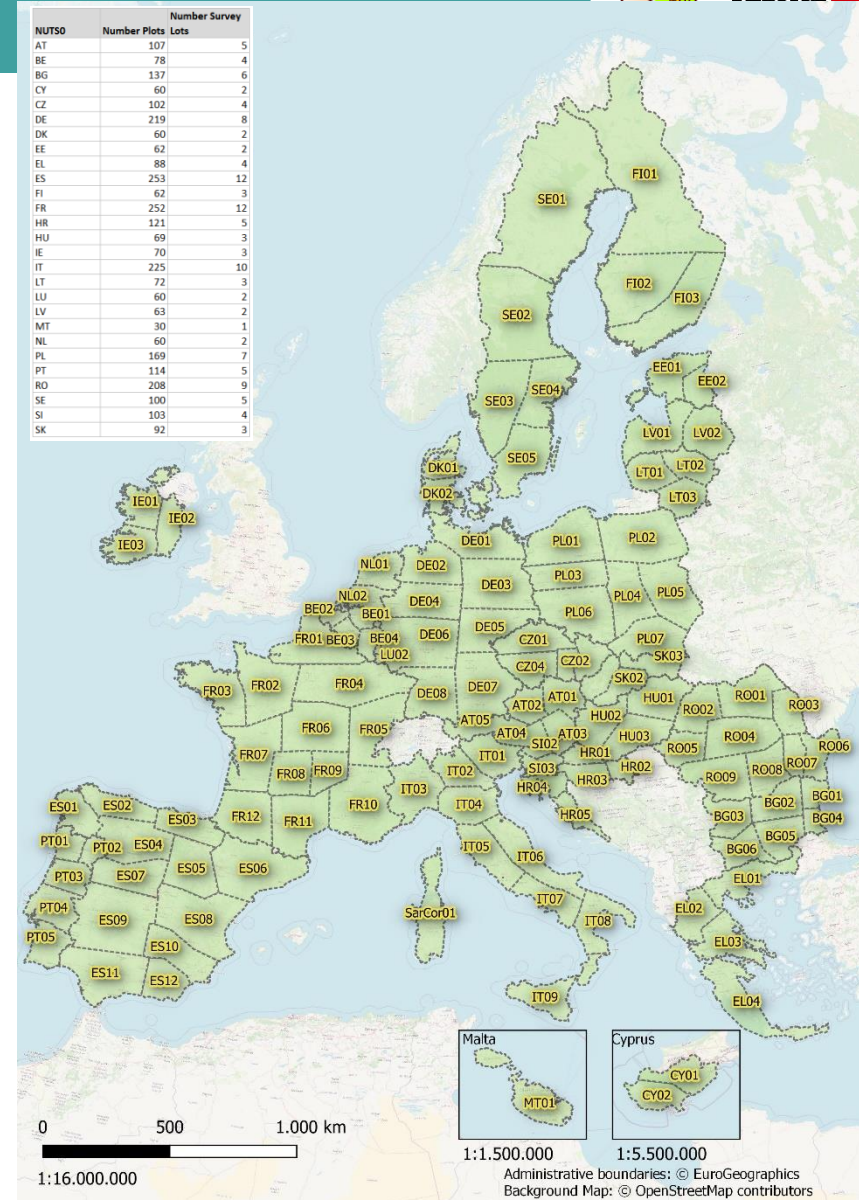 Number Survey
NUTS0 Number Plots Lots
AT 107 5
BE 78 4
BG 137 6
CY 60 2
CZ 102 4
DE 219 8
DK 60 2
EE 62 2
EL 88 4
ES 253 12
FI 62 3
FR 252 12
HR 121 5
HU 69 3
IE 70 3
IT 225 10
LT 72 3
LU 60 2
LV 63 2
MT 30 1
NL 60 2
PL 169 7
PT 114 5
RO 208 9
SE 100 5
SI 103 4
SK 92 3
FI01
SE01
FI02
FI03
SE02
EE01
EE02
SE03
SE04
LV01
LV02
SE05
LT01
LT02
LT03
DK01
DK02
IE01
IE02
IE03
DE01
PL01
PL02
NL01
DE02
PL03
DE03
NL02
DE04
PL04
PL05
BE02
BE01
PL06
FR01
BE03
BE04
DE06
DE05
CZ01
PL07
LU02
CZ04
CZ02
SK03
SK02
FR03
FR02
FR04
DE08
DE07
AT02
AT01
HU01
RO02
RO01
RO03
AT05
HU02
FR06
FR05
AT04
AT03
HU03
RO04
RO06
SI02
HR01
RO05
FR07
IT01
RO07
FR08
FR09
IT02
SI03
HR03
HR02
RO09
RO08
IT03
HR04
ES01
ES02
FR10
IT04
BG02
BG01
ES03
FR12
FR11
HR05
BG03
BG04
PT01
PT02
ES04
IT05
BG05
BG06
IT06
PT03
ES07
ES05
ES06
EL01
IT07
PT04
ES09
ES08
SarCor01
IT08
EL02
PT05
ES10
EL03
ES11
ES12
IT09
EL04
Malta
MT01
Cyprus
CY01
CY02
0 500 1.000 km
1:16.000.000
1:1.500.000
1:5.500.000
Administrative boundaries: © EuroGeographics
Background Map: © OpenStreetMap contributors